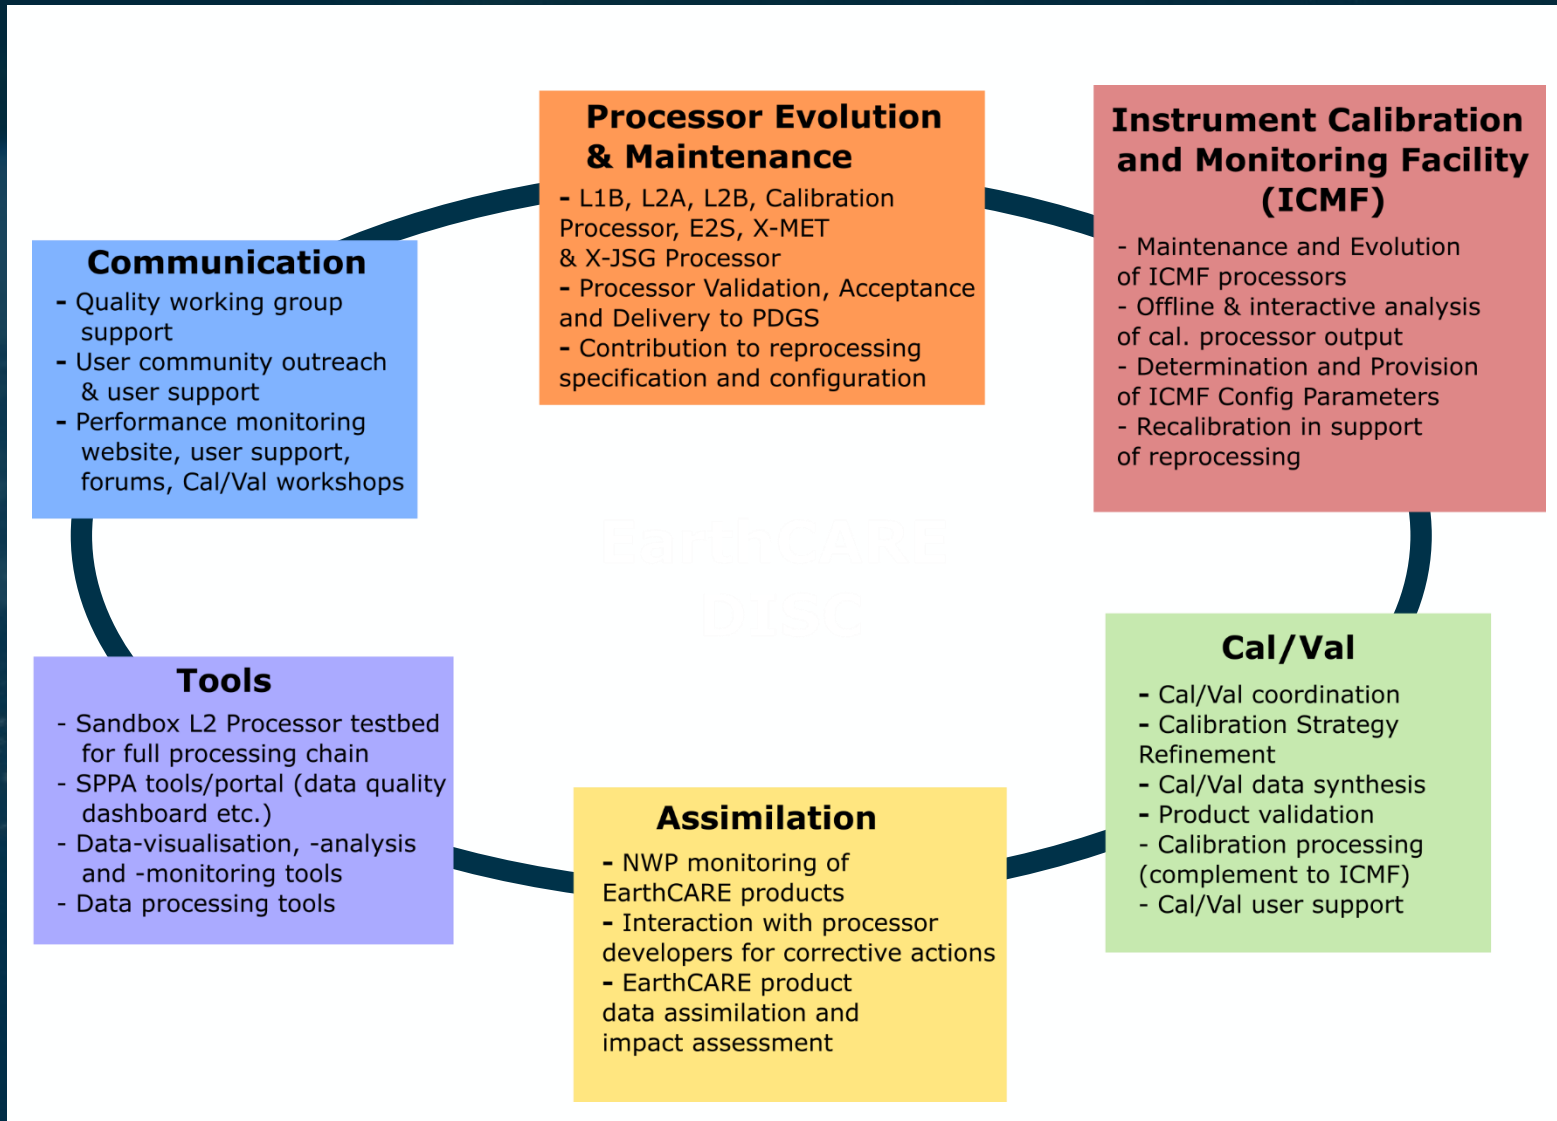 Processor Evolution
& Maintenance
- L1B, L2A, L2B, Calibration
Processor, E2S, X-MET
& X-JSG Processor
- Processor Validation, Acceptance
and Delivery to PDGS
- Contribution to reprocessing
specification and configuration
Instrument Calibration
and Monitoring Facility
(ICMF)
- Maintenance and Evolution
of ICMF processors
- Offline & interactive analysis
of cal. processor output
- Determination and Provision
of ICMF Config Parameters
- Recalibration in support
of reprocessing
Communication
- Quality working group
support
- User community outreach
& user support
- Performance monitoring
website, user support,
forums, Cal/Val workshops
EarthCARE
DISC
Cal/Val
- Cal/Val coordination
- Calibration Strategy
Refinement
- Cal/Val data synthesis
- Product validation
- Calibration processing
(complement to ICMF)
- Cal/Val user support
Tools
- Sandbox L2 Processor testbed
for full processing chain
- SPPA tools/portal (data quality
dashboard etc.)
- Data-visualisation, -analysis
and -monitoring tools
- Data processing tools
Assimilation
- NWP monitoring of
EarthCARE products
- Interaction with processor
developers for corrective actions
- EarthCARE product
data assimilation and
impact assessment